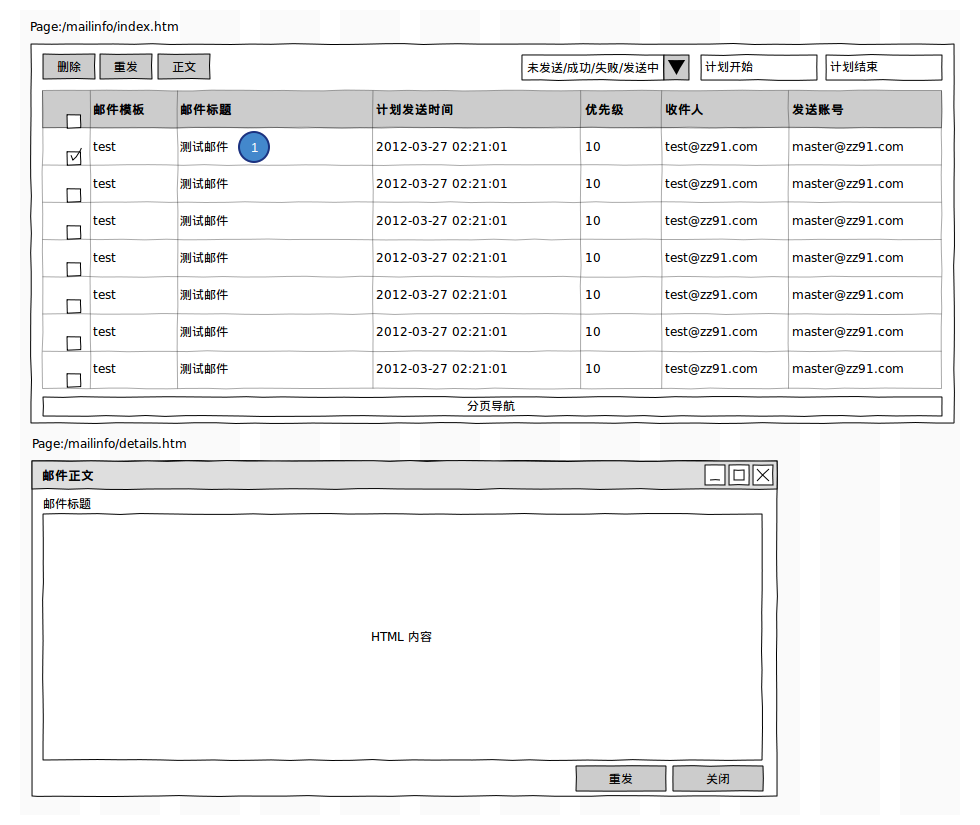 Page:/mailinfo/index.htm
删除 重发 正文 未发送/成功/失败/发送中 计划开始 计划结束
邮件模板 邮件标题 计划发送时间 优先级 收件人 发送账号
test 测试邮件 1 2012-03-27 02:21:01 10 test@zz91.com master@zz91.com
test 测试邮件 2012-03-27 02:21:01 10 test@zz91.com master@zz91.com
test 测试邮件 2012-03-27 02:21:01 10 test@zz91.com master@zz91.com
test 测试邮件 2012-03-27 02:21:01 10 test@zz91.com master@zz91.com
test 测试邮件 2012-03-27 02:21:01 10 test@zz91.com master@zz91.com
test 测试邮件 2012-03-27 02:21:01 10 test@zz91.com master@zz91.com
test 测试邮件 2012-03-27 02:21:01 10 test@zz91.com master@zz91.com
分页导航
Page:/mailinfo/details.htm
邮件正文
邮件标题
HTML 内容
重发 关闭